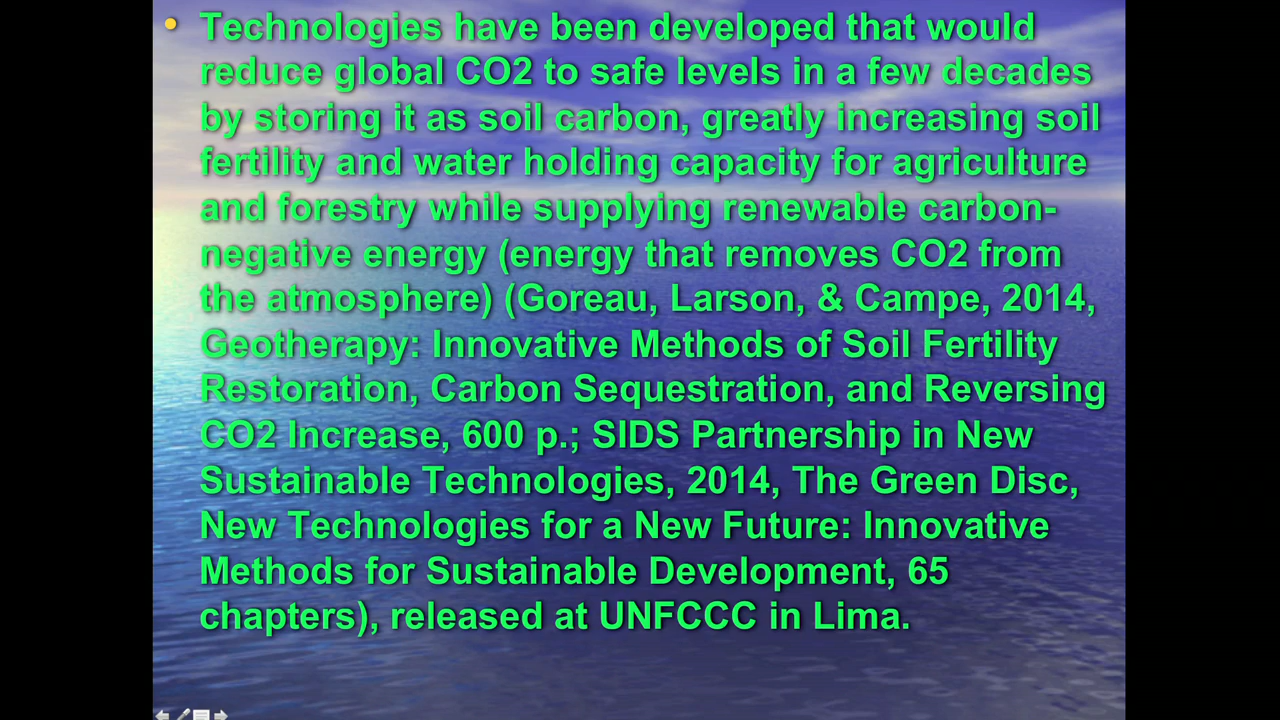 • Technologies have been developed that would
reduce global CO2 to safe levels in a few decades
by storing it as soil carbon, greatly increasing soil
fertility and water holding capacity for agriculture
and forestry while supplying renewable carbon-
negative energy (energy that removes CO2 from
the atmosphere) (Goreau, Larson, & Campe, 2014,
Geotherapy: Innovative Methods of Soil Fertility
Restoration, Carbon Sequestration, and Reversing
CO2 Increase, 600 p.; SIDS Partnership in New
Sustainable Technologies, 2014, The Green Disc,
New Technologies for a New Future: Innovative
Methods for Sustainable Development, 65
chapters), released at UNFCCC in Lima.